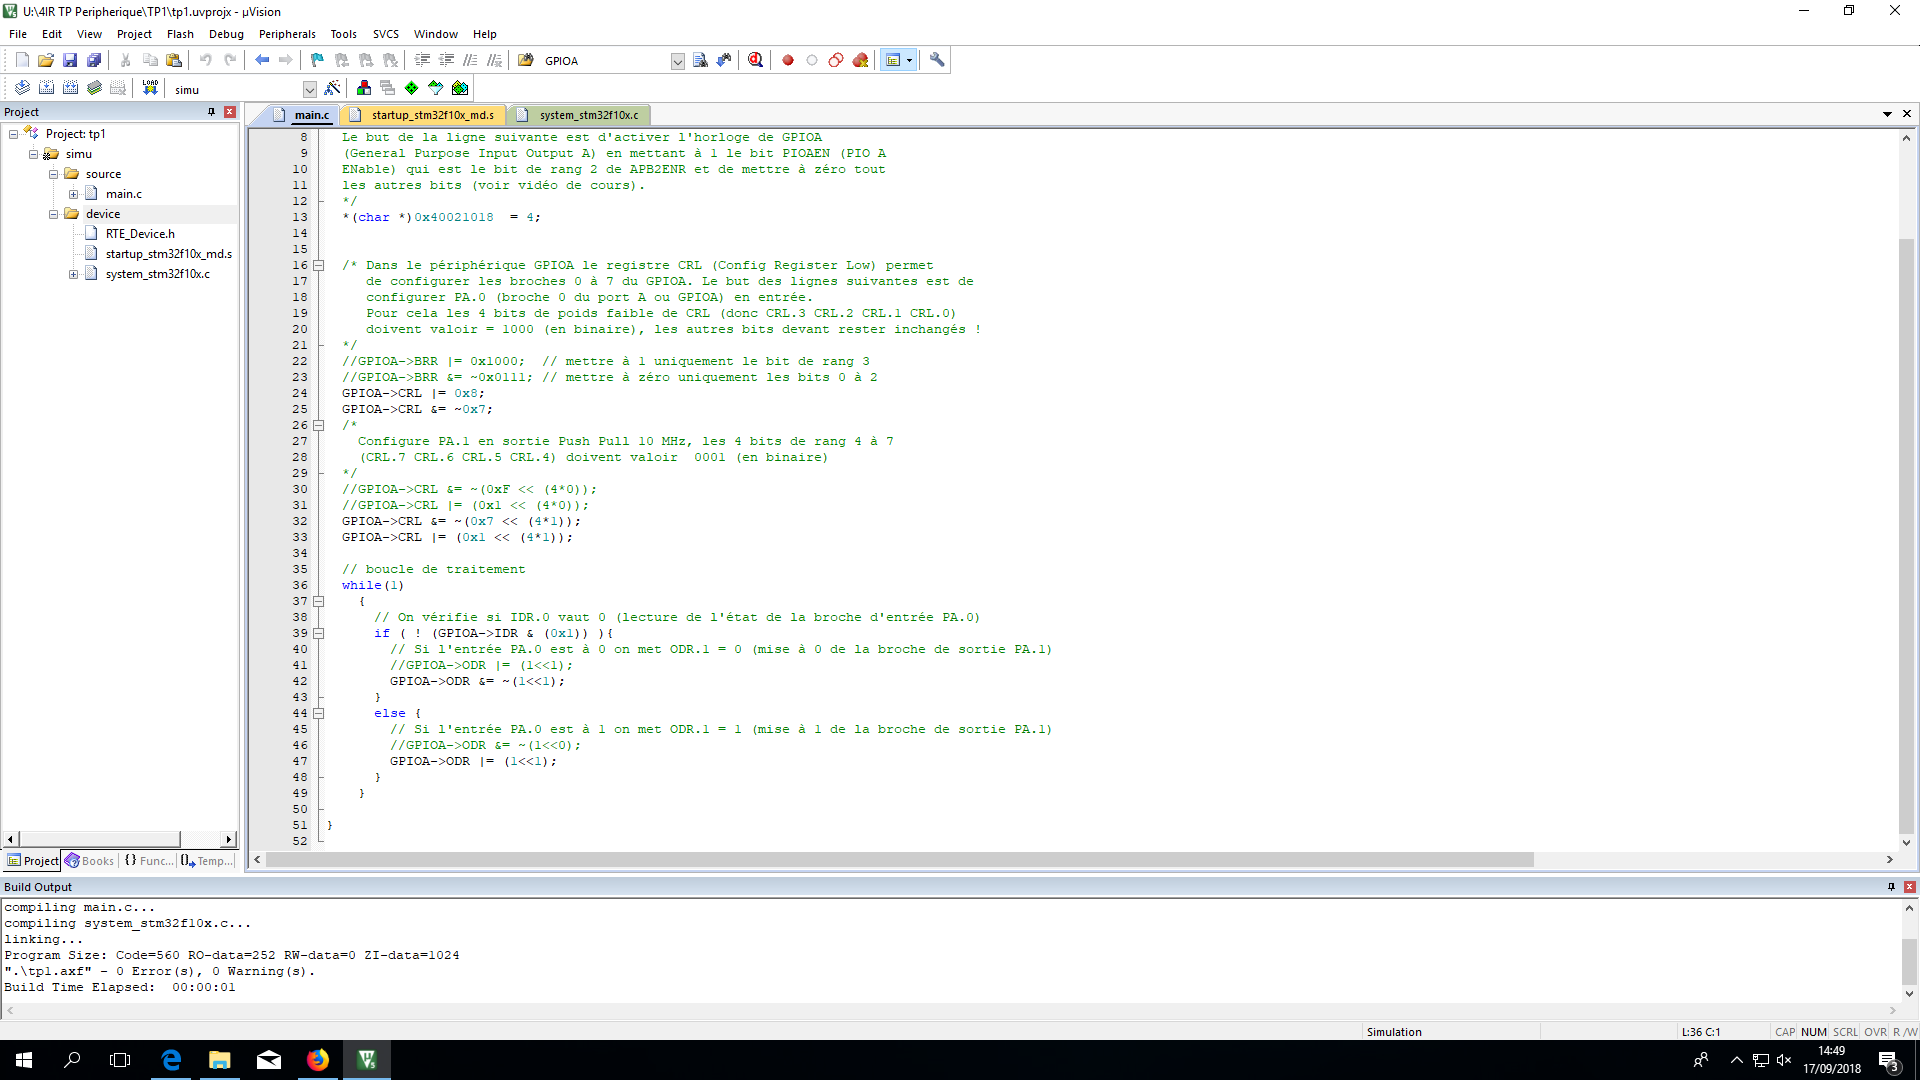 U:\4IR TP Peripherique\TP1\tp1.uvprojx - µVision
File Edit View Project Flash Debug Peripherals Tools SVCS Window Help
GPIOA
LOAD
simu
Project
main.c startup_stm32f10x_md.s system_stm32f10x.c
Project: tp1
simu
source
main.c
device
RTE_Device.h
startup_stm32f10x_md.s
system_stm32f10x.c
8 Le but de la ligne suivante est d'activer l'horloge de GPIOA
9 (General Purpose Input Output A) en mettant à 1 le bit PIOAEN (PIO A
10 ENable) qui est le bit de rang 2 de APB2ENR et de mettre à zéro tout
11 les autres bits (voir vidéo de cours).
12 */
13 *(char *)0x40021018  = 4;
14
15
16 /* Dans le périphérique GPIOA le registre CRL (Config Register Low) permet
17 de configurer les broches 0 à 7 du GPIOA. Le but des lignes suivantes est de
18 configurer PA.0 (broche 0 du port A ou GPIOA) en entrée.
19 Pour cela les 4 bits de poids faible de CRL (donc CRL.3 CRL.2 CRL.1 CRL.0)
20 doivent valoir = 1000 (en binaire), les autres bits devant rester inchangés !
21 */
22 //GPIOA->BRR |= 0x1000;  // mettre à 1 uniquement le bit de rang 3
23 //GPIOA->BRR &= ~0x0111; // mettre à zéro uniquement les bits 0 à 2
24 GPIOA->CRL |= 0x8;
25 GPIOA->CRL &= ~0x7;
26 /*
27 Configure PA.1 en sortie Push Pull 10 MHz, les 4 bits de rang 4 à 7
28 (CRL.7 CRL.6 CRL.5 CRL.4) doivent valoir  0001 (en binaire)
29 */
30 //GPIOA->CRL &= ~(0xF << (4*0));
31 //GPIOA->CRL |= (0x1 << (4*0));
32 GPIOA->CRL &= ~(0x7 << (4*1));
33 GPIOA->CRL |= (0x1 << (4*1));
34
35 // boucle de traitement
36 while(1)
37 {
38 // On vérifie si IDR.0 vaut 0 (lecture de l'état de la broche d'entrée PA.0)
39 if ( ! (GPIOA->IDR & (0x1)) ){
40 // Si l'entrée PA.0 est à 0 on met ODR.1 = 0 (mise à 0 de la broche de sortie PA.1)
41 //GPIOA->ODR |= (1<<1);
42 GPIOA->ODR &= ~(1<<1);
43 }
44 else {
45 // Si l'entrée PA.0 est à 1 on met ODR.1 = 1 (mise à 1 de la broche de sortie PA.1)
46 //GPIOA->ODR &= ~(1<<0);
47 GPIOA->ODR |= (1<<1);
48 }
49 }
50
51 }
52
Project Books {} Func... Temp...
Build Output
compiling main.c...
compiling system_stm32f10x.c...
linking...
Program Size: Code=560 RO-data=252 RW-data=0 ZI-data=1024
".\tp1.axf" - 0 Error(s), 0 Warning(s).
Build Time Elapsed:  00:00:01
Simulation L:36 C:1 CAP NUM SCRL OVR R/W
14:49
17/09/2018
3